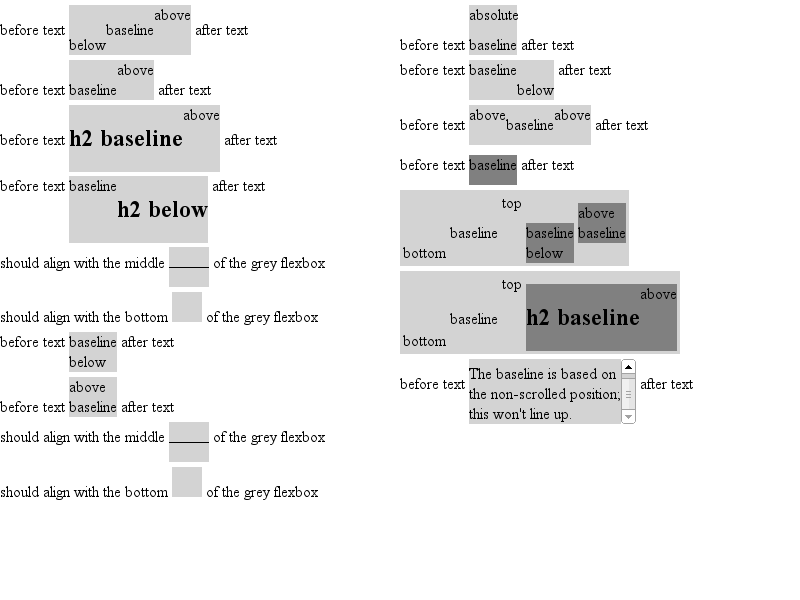 above
before text baseline after text
below
above
before text baseline after text
above
before text h2 baseline after text
before text baseline after text
h2 below
should align with the middle of the grey flexbox
should align with the bottom of the grey flexbox
before text baseline after text
below
above
before text baseline after text
should align with the middle of the grey flexbox
should align with the bottom of the grey flexbox
absolute
before text baseline after text
before text baseline after text
below
above above
before text baseline after text
before text baseline after text
top
above
baseline baseline baseline
bottom below
top
above
baseline h2 baseline
bottom
The baseline is based on
before text the non-scrolled position; after text
this won't line up.